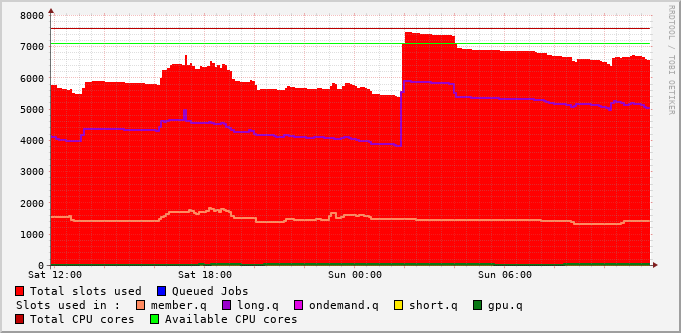 8000
7000
6000
5000
4000
3000
2000
1000
0
Sat 12:00 Sat 18:00 Sun 00:00 Sun 06:00
RRDTOOL / TOBI OETIKER
Total slots used Queued Jobs
Slots used in : member.q long.q ondemand.q short.q gpu.q
Total CPU cores Available CPU cores